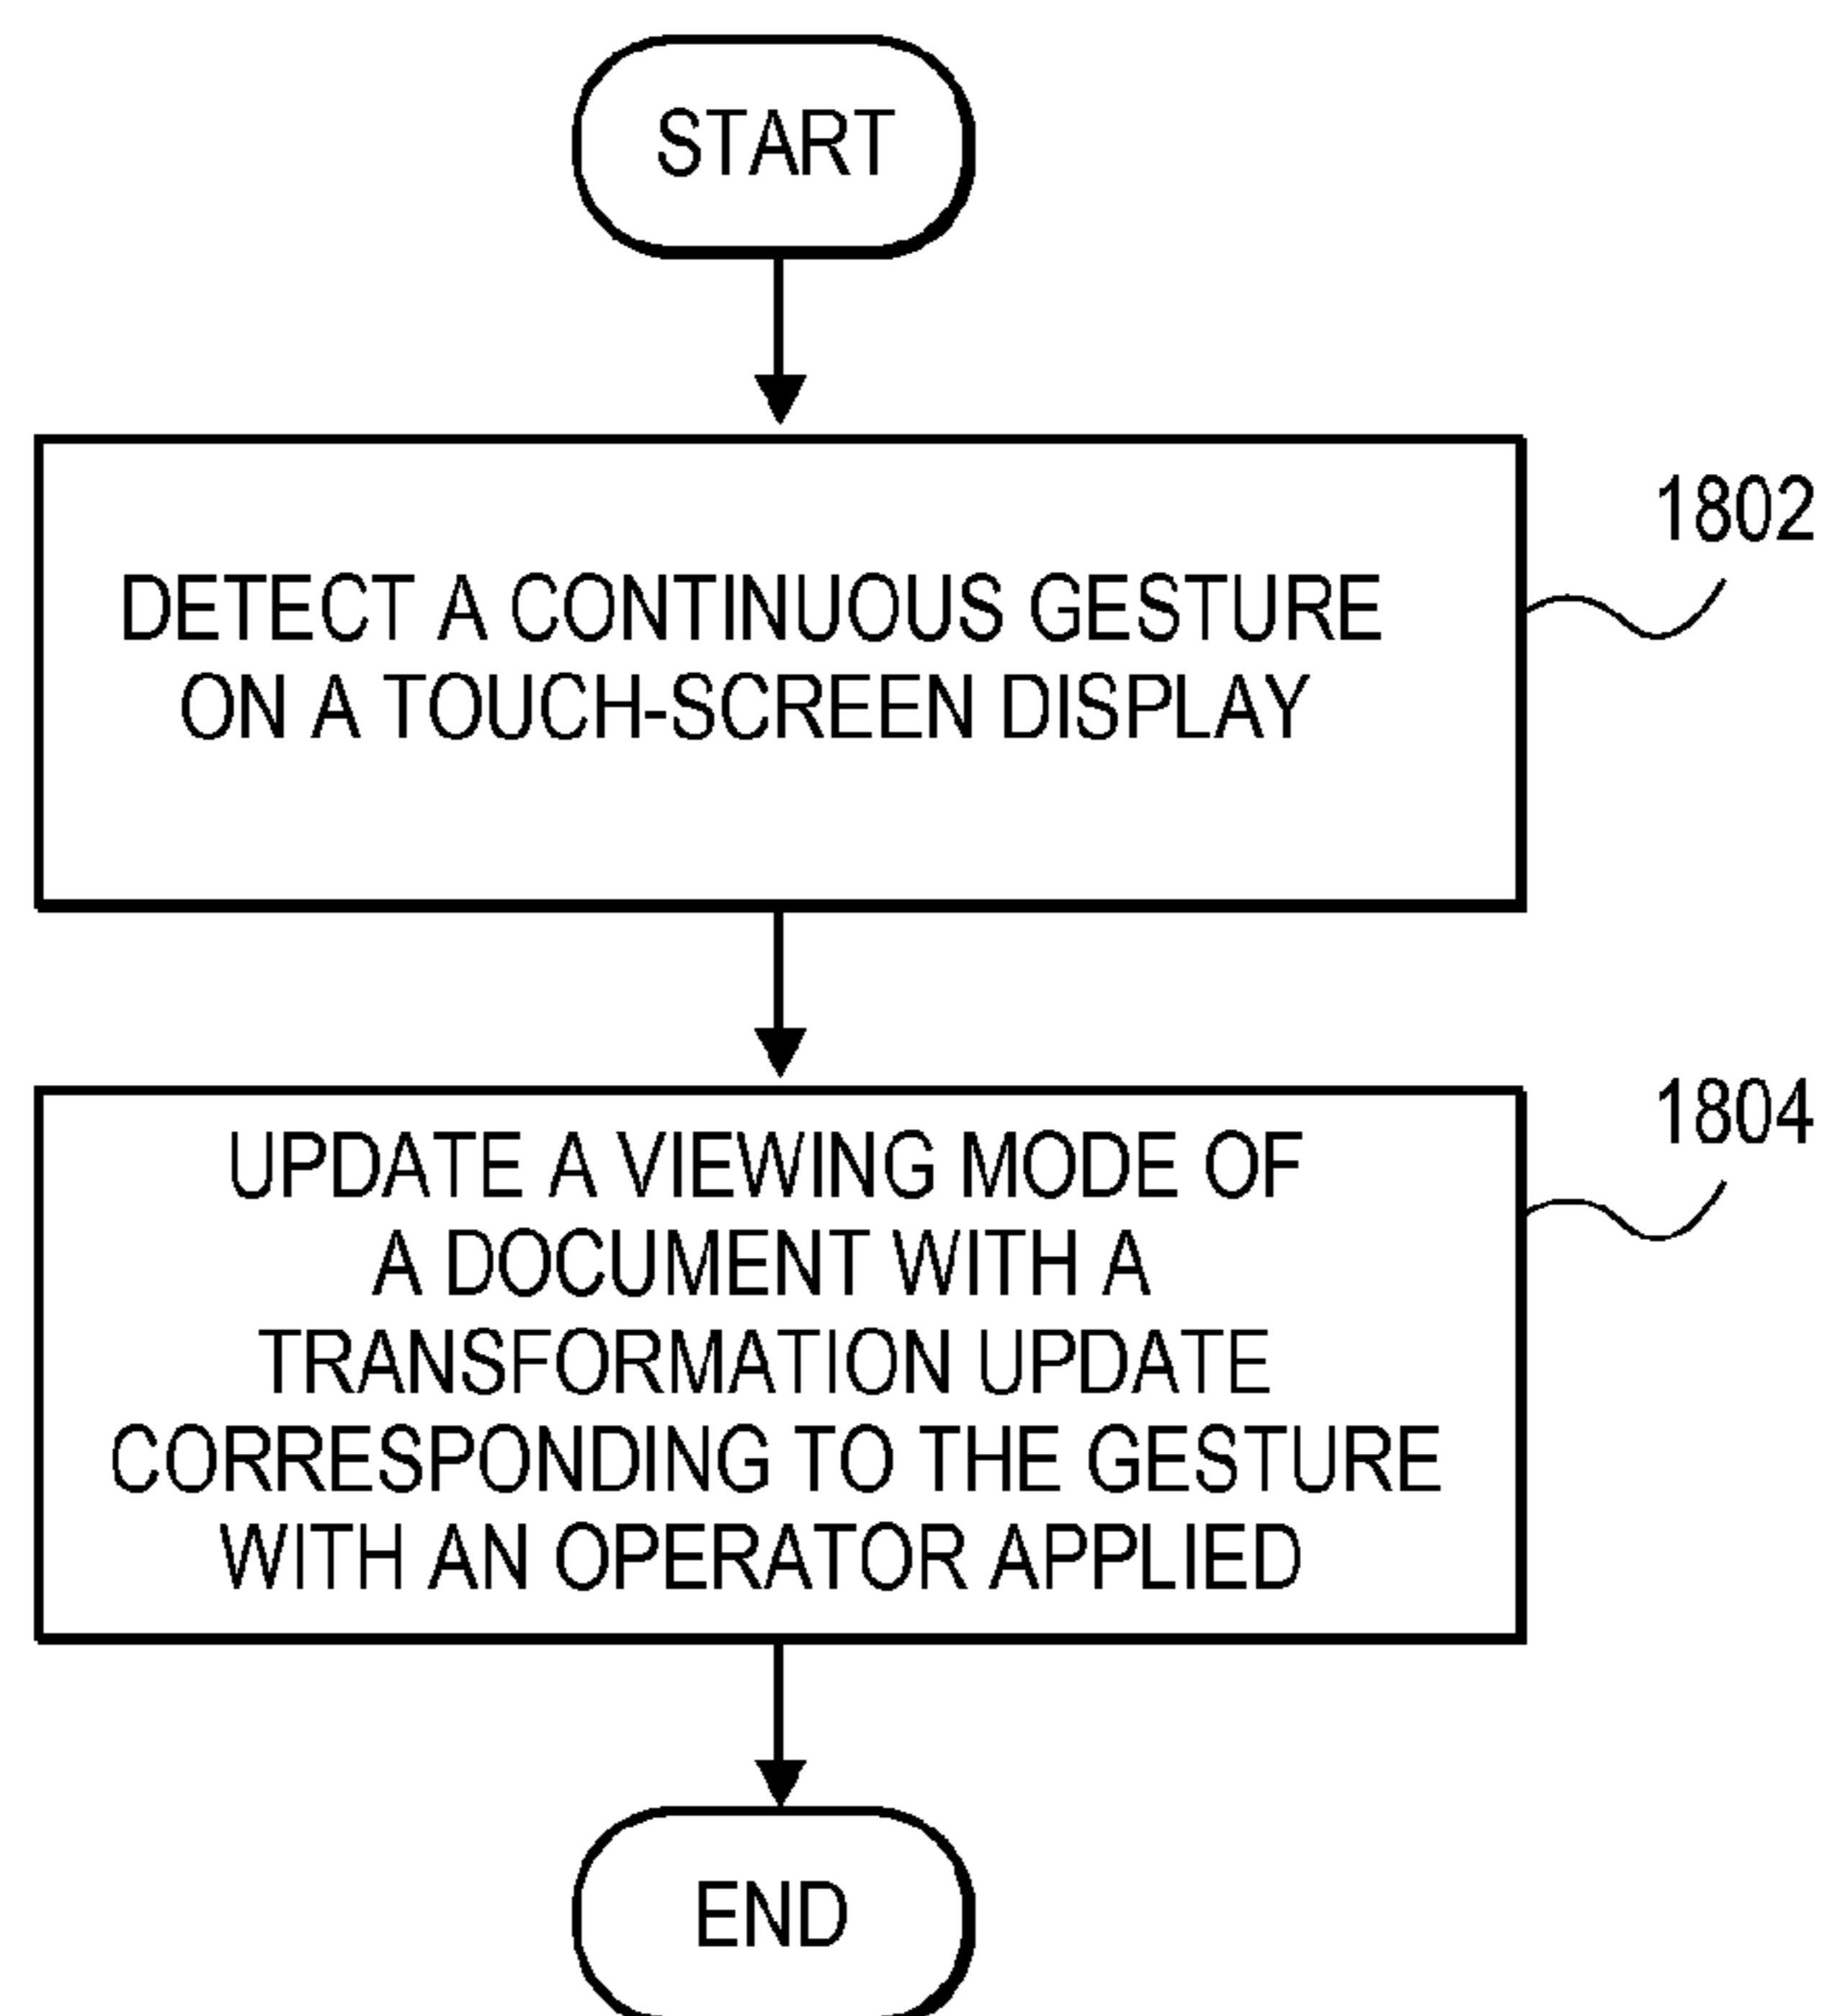 START
1802
DETECT A CONTINUOUS GESTURE
ON A TOUCH-SCREEN DISPLAY
1804
UPDATE A VIEWING MODE OF
A DOCUMENT WITH A
TRANSFORMATION UPDATE
CORRESPONDING TO THE GESTURE
WITH AN OPERATOR APPLIED
END